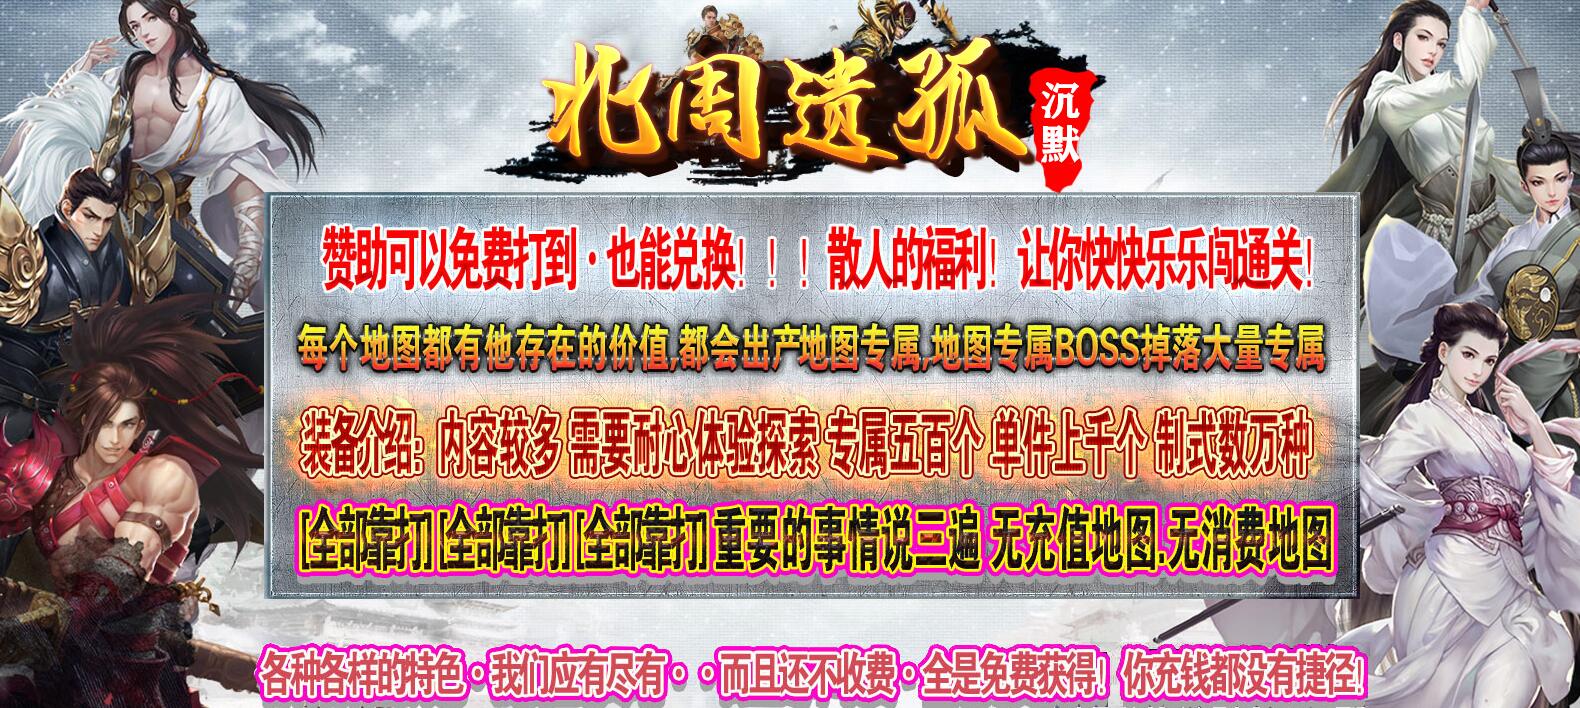 北周遗孤
沉默
赞助可以免费打到·也能兑换！！！散人的福利！让你快快乐乐闯通关！
每个地图都有他存在的价值,都会出产地图专属,地图专属BOSS掉落大量专属
装备介绍：内容较多 需要耐心体验探索 专属五百个 单件上千个 制式数万种
[全部靠打] [全部靠打] [全部靠打] 重要的事情说三遍 无充值地图.无消费地图
各种各样的特色·我们应有尽有··而且还不收费·全是免费获得！你充钱都没有捷径！